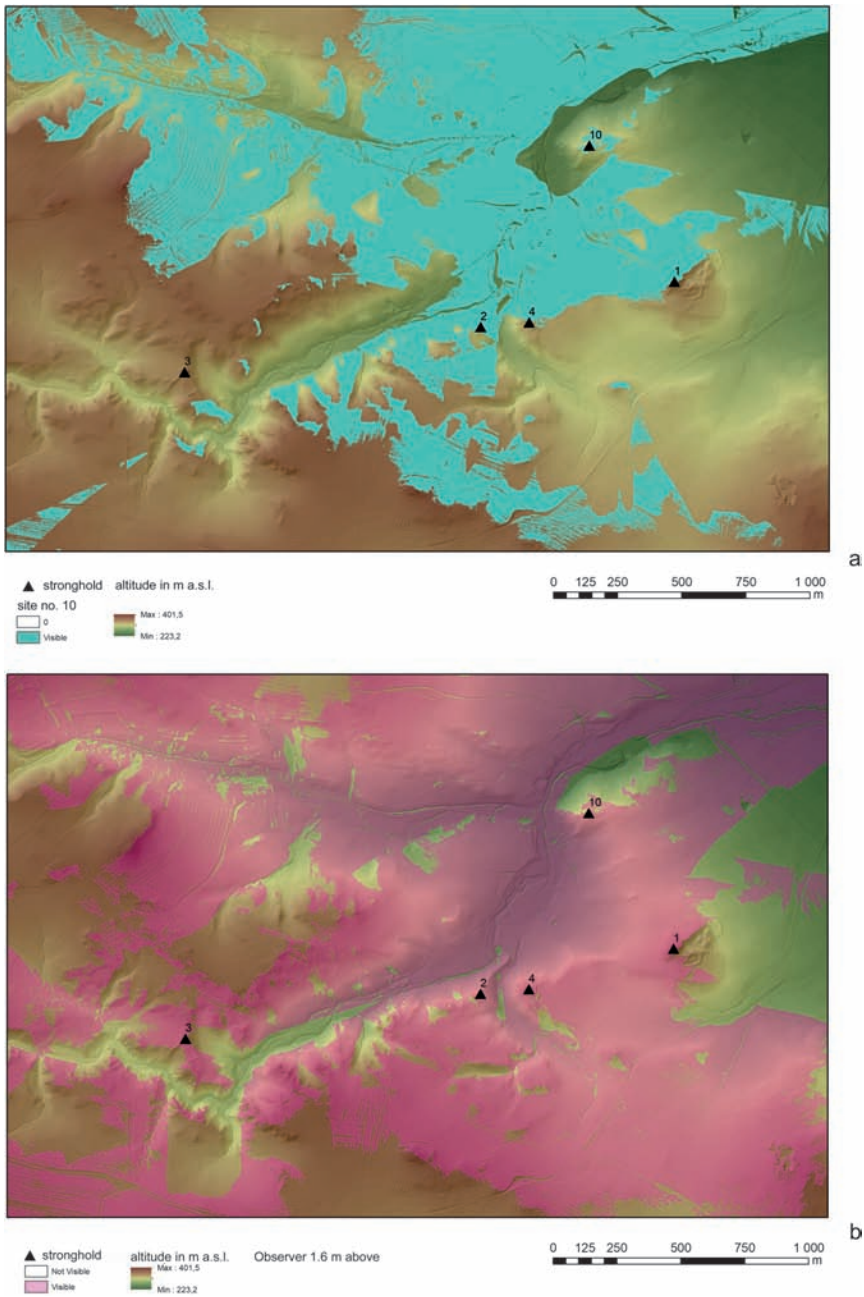 10
1
2
4
3
a
stronghold altitude in m a.s.l.
0 125 250 500 750 1 000
m
site no. 10
0
Visible
Max : 401,5
Min : 223,2
10
1
2
4
3
b
stronghold altitude in m a.s.l. Observer 1.6 m above
0 125 250 500 750 1 000
m
Not Visible
Visible
Max : 401,5
Min : 223,2